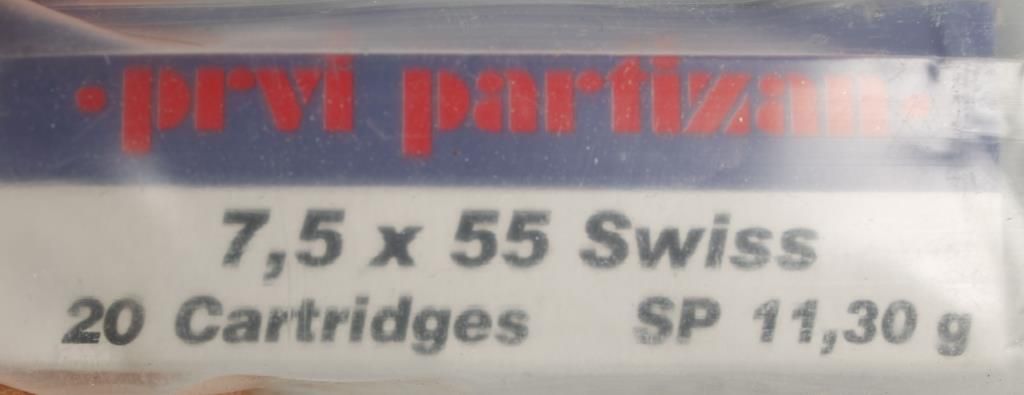 • prvi partizan •
7,5 x 55 Swiss
20 Cartridges SP 11,30 g